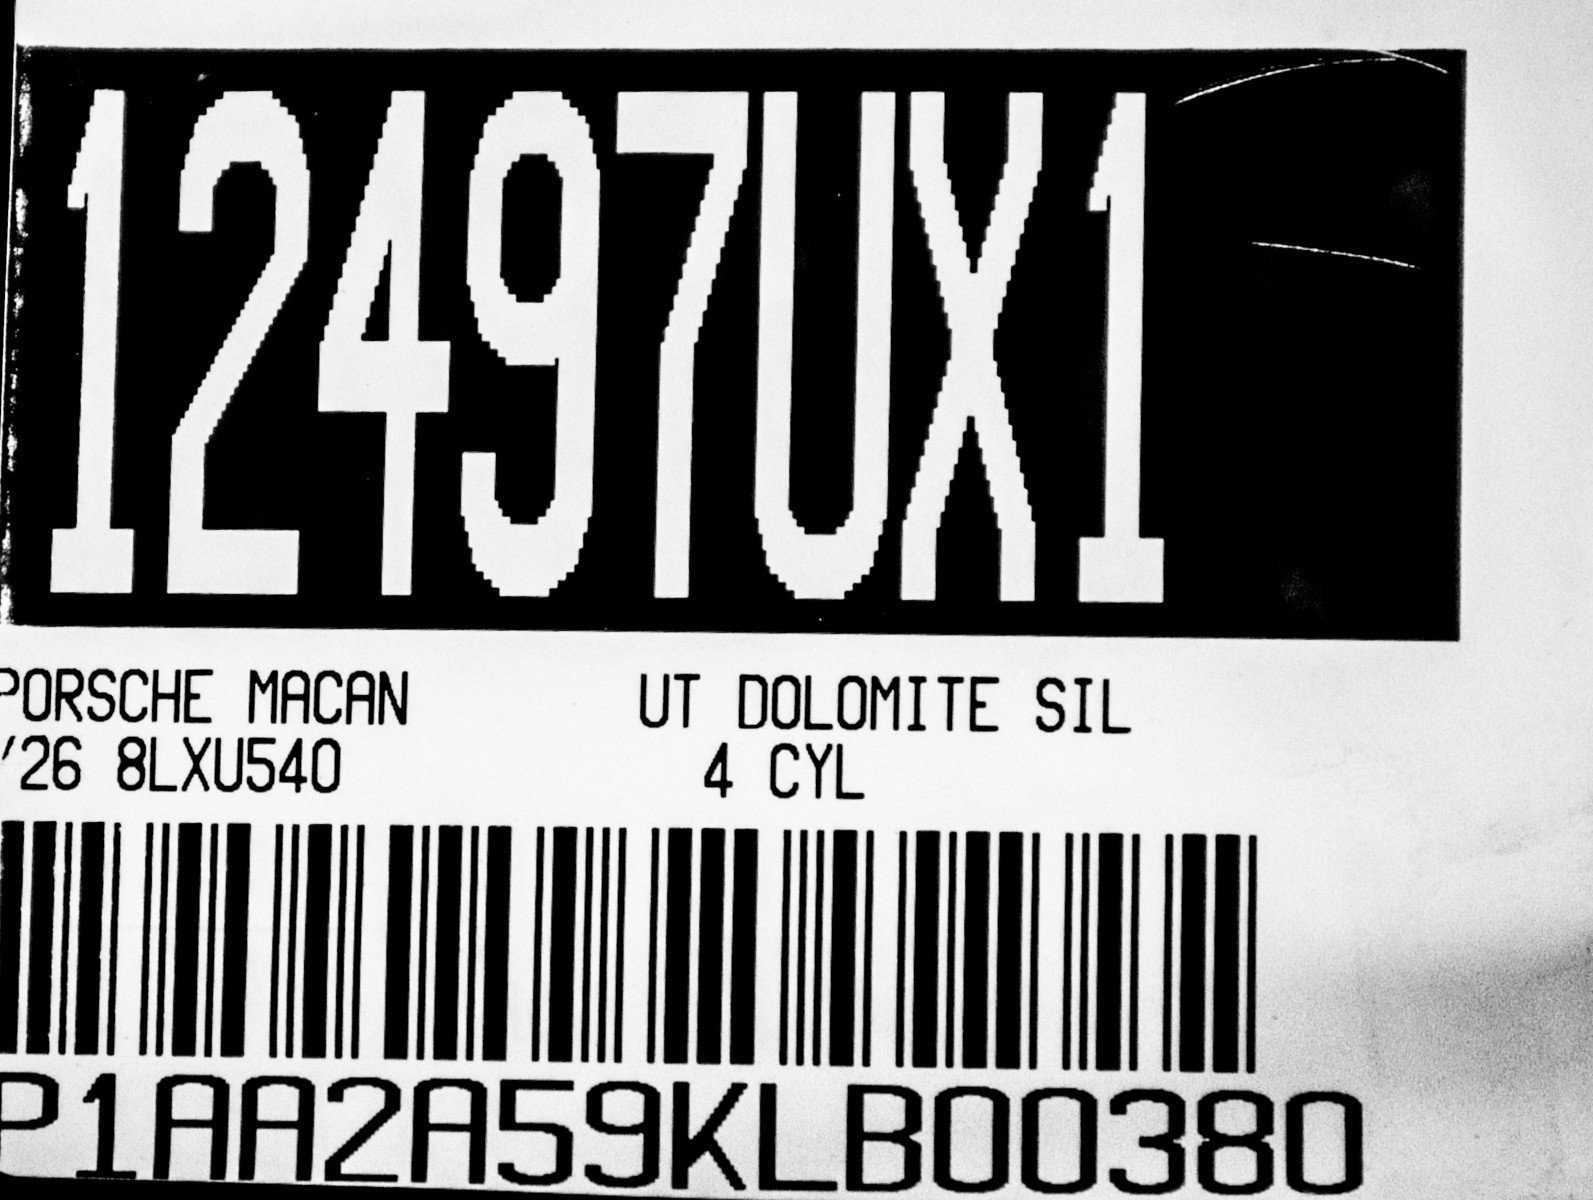 12497UX1
PORSCHE MACAN UT DOLOMITE SIL
/26 8LXU540 4 CYL
P1AA2A59KLB00380